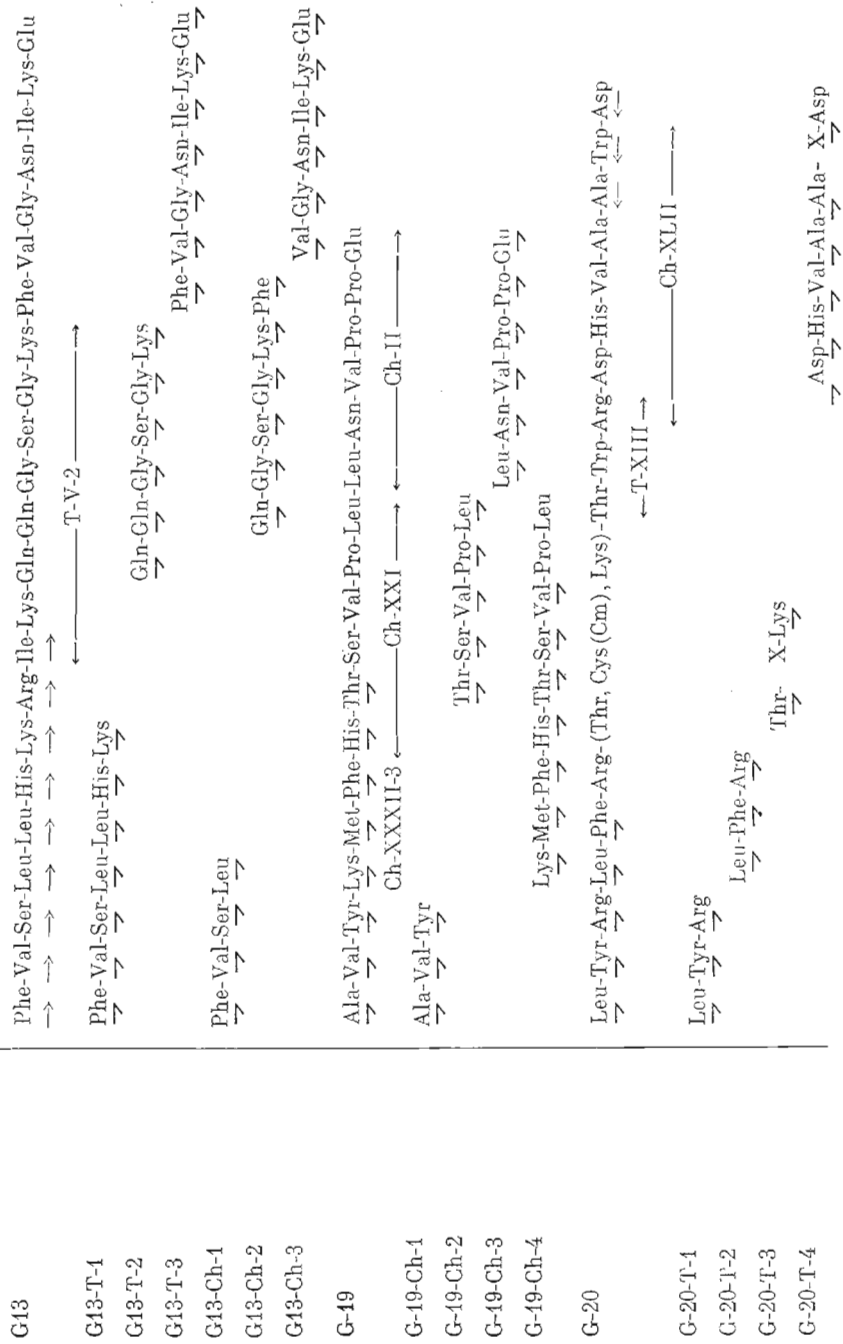 G13 Phe-Val-Ser-Leu-Leu-His-Lys-Arg-Ile-Lys-Gln-Gln-Gly-Ser-Gly-Lys-Phe-Val-Gly-Asn-Ile-Lys-Glu
T-V-2
G13-T-1 Phe-Val-Ser-Leu-Leu-His-Lys
G13-T-2 Gln-Gln-Gly-Ser-Gly-Lys
G13-T-3 Phe-Val-Gly-Asn-Ile-Lys-Glu
G13-Ch-1 Phe-Val-Ser-Leu
G13-Ch-2 Gln-Gly-Ser-Gly-Lys-Phe
G13-Ch-3 Val-Gly-Asn-Ile-Lys-Glu
G-19 Ala-Val-Tyr-Lys-Met-Phe-His-Thr-Ser-Val-Pro-Leu-Leu-Asn-Val-Pro-Pro-Glu
Ch-XXXII-3 Ch-XXI Ch-II
G-19-Ch-1 Ala-Val-Tyr
G-19-Ch-2 Thr-Ser-Val-Pro-Leu
G-19-Ch-3 Leu-Asn-Val-Pro-Pro-Glu
G-19-Ch-4 Lys-Met-Phe-His-Thr-Ser-Val-Pro-Leu
G-20 Leu-Tyr-Arg-Leu-Phe-Arg-(Thr, Cys(Cm), Lys)-Thr-Trp-Arg-Asp-His-Val-Ala-Ala-Trp-Asp
T-XIII
Ch-XLII
G-20-T-1 Leu-Tyr-Arg
G-20-T-2 Leu-Phe-Arg
G-20-T-3 Thr- X-Lys
G-20-T-4 Asp-His-Val-Ala-Ala- X-Asp